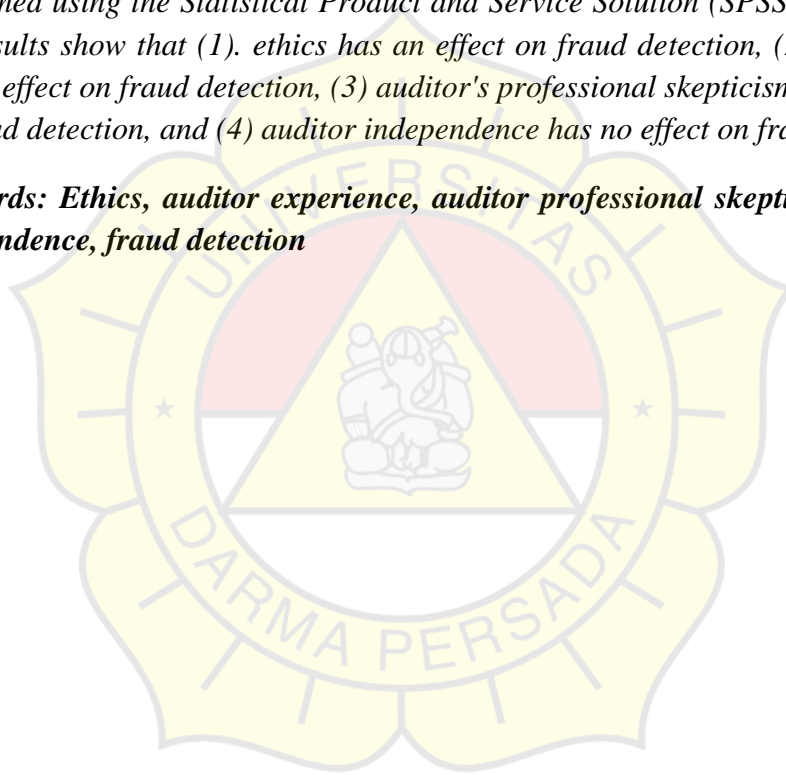 ned using the Statistical Product and Service Solution (SPSS
sults show that (1). ethics has an effect on fraud detection, (
effect on fraud detection, (3) auditor's professional skepticism
ud detection, and (4) auditor independence has no effect on fra
rds: Ethics, auditor experience, auditor professional skept
ndence, fraud detection
UNIVERSITAS
DARMA PERSADA